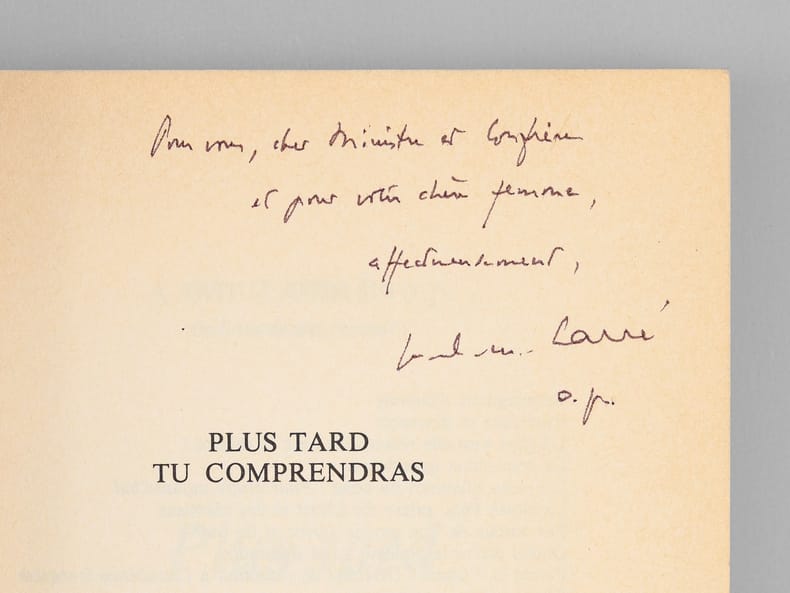 Pour vous, cher Ministre et Confrère
et pour votre chère femme,
affectueusement,
Carré
o.p.
PLUS TARD
TU COMPRENDRAS